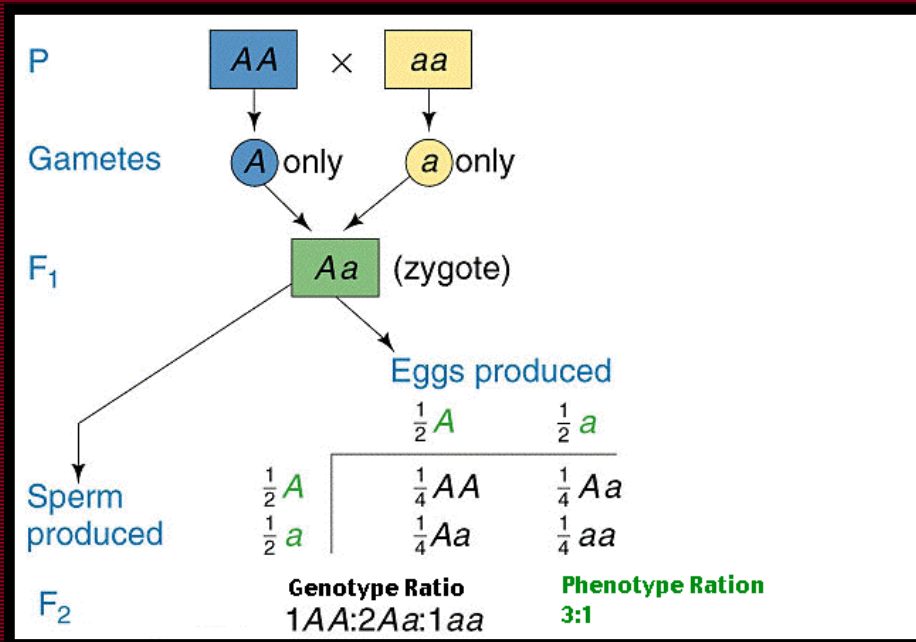 P AA × aa
Gametes A only a only
F1 Aa (zygote)
Eggs produced
1/2 A 1/2 a
Sperm produced
1/2 A 1/4 AA 1/4 Aa
1/2 a 1/4 Aa 1/4 aa
F2
Genotype Ratio
1AA:2Aa:1aa
Phenotype Ration
3:1